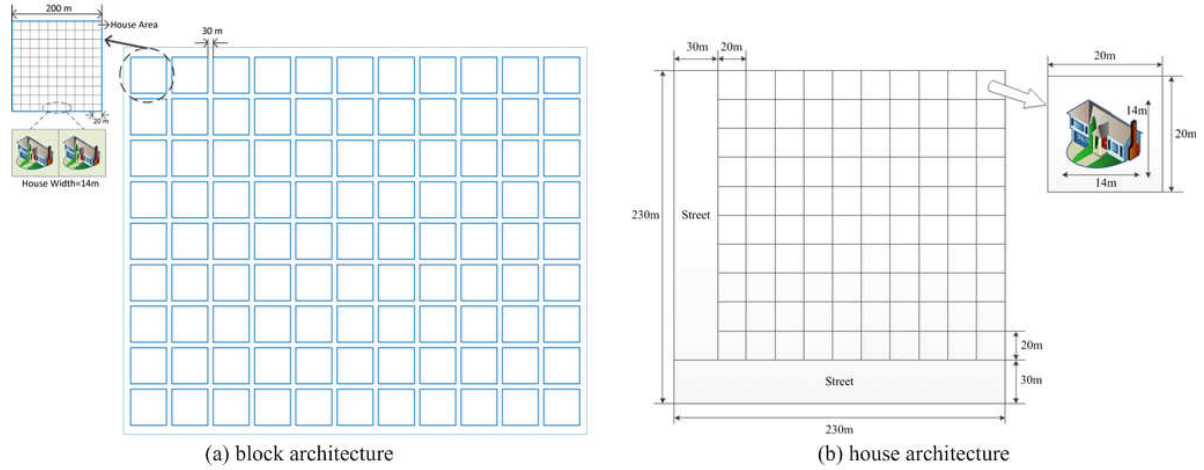 200 m
House Area
20 m
House Width=14m
30 m
(a) block architecture
30m
20m
230m
Street
20m
30m
Street
230m
20m
14m
20m
14m
(b) house architecture